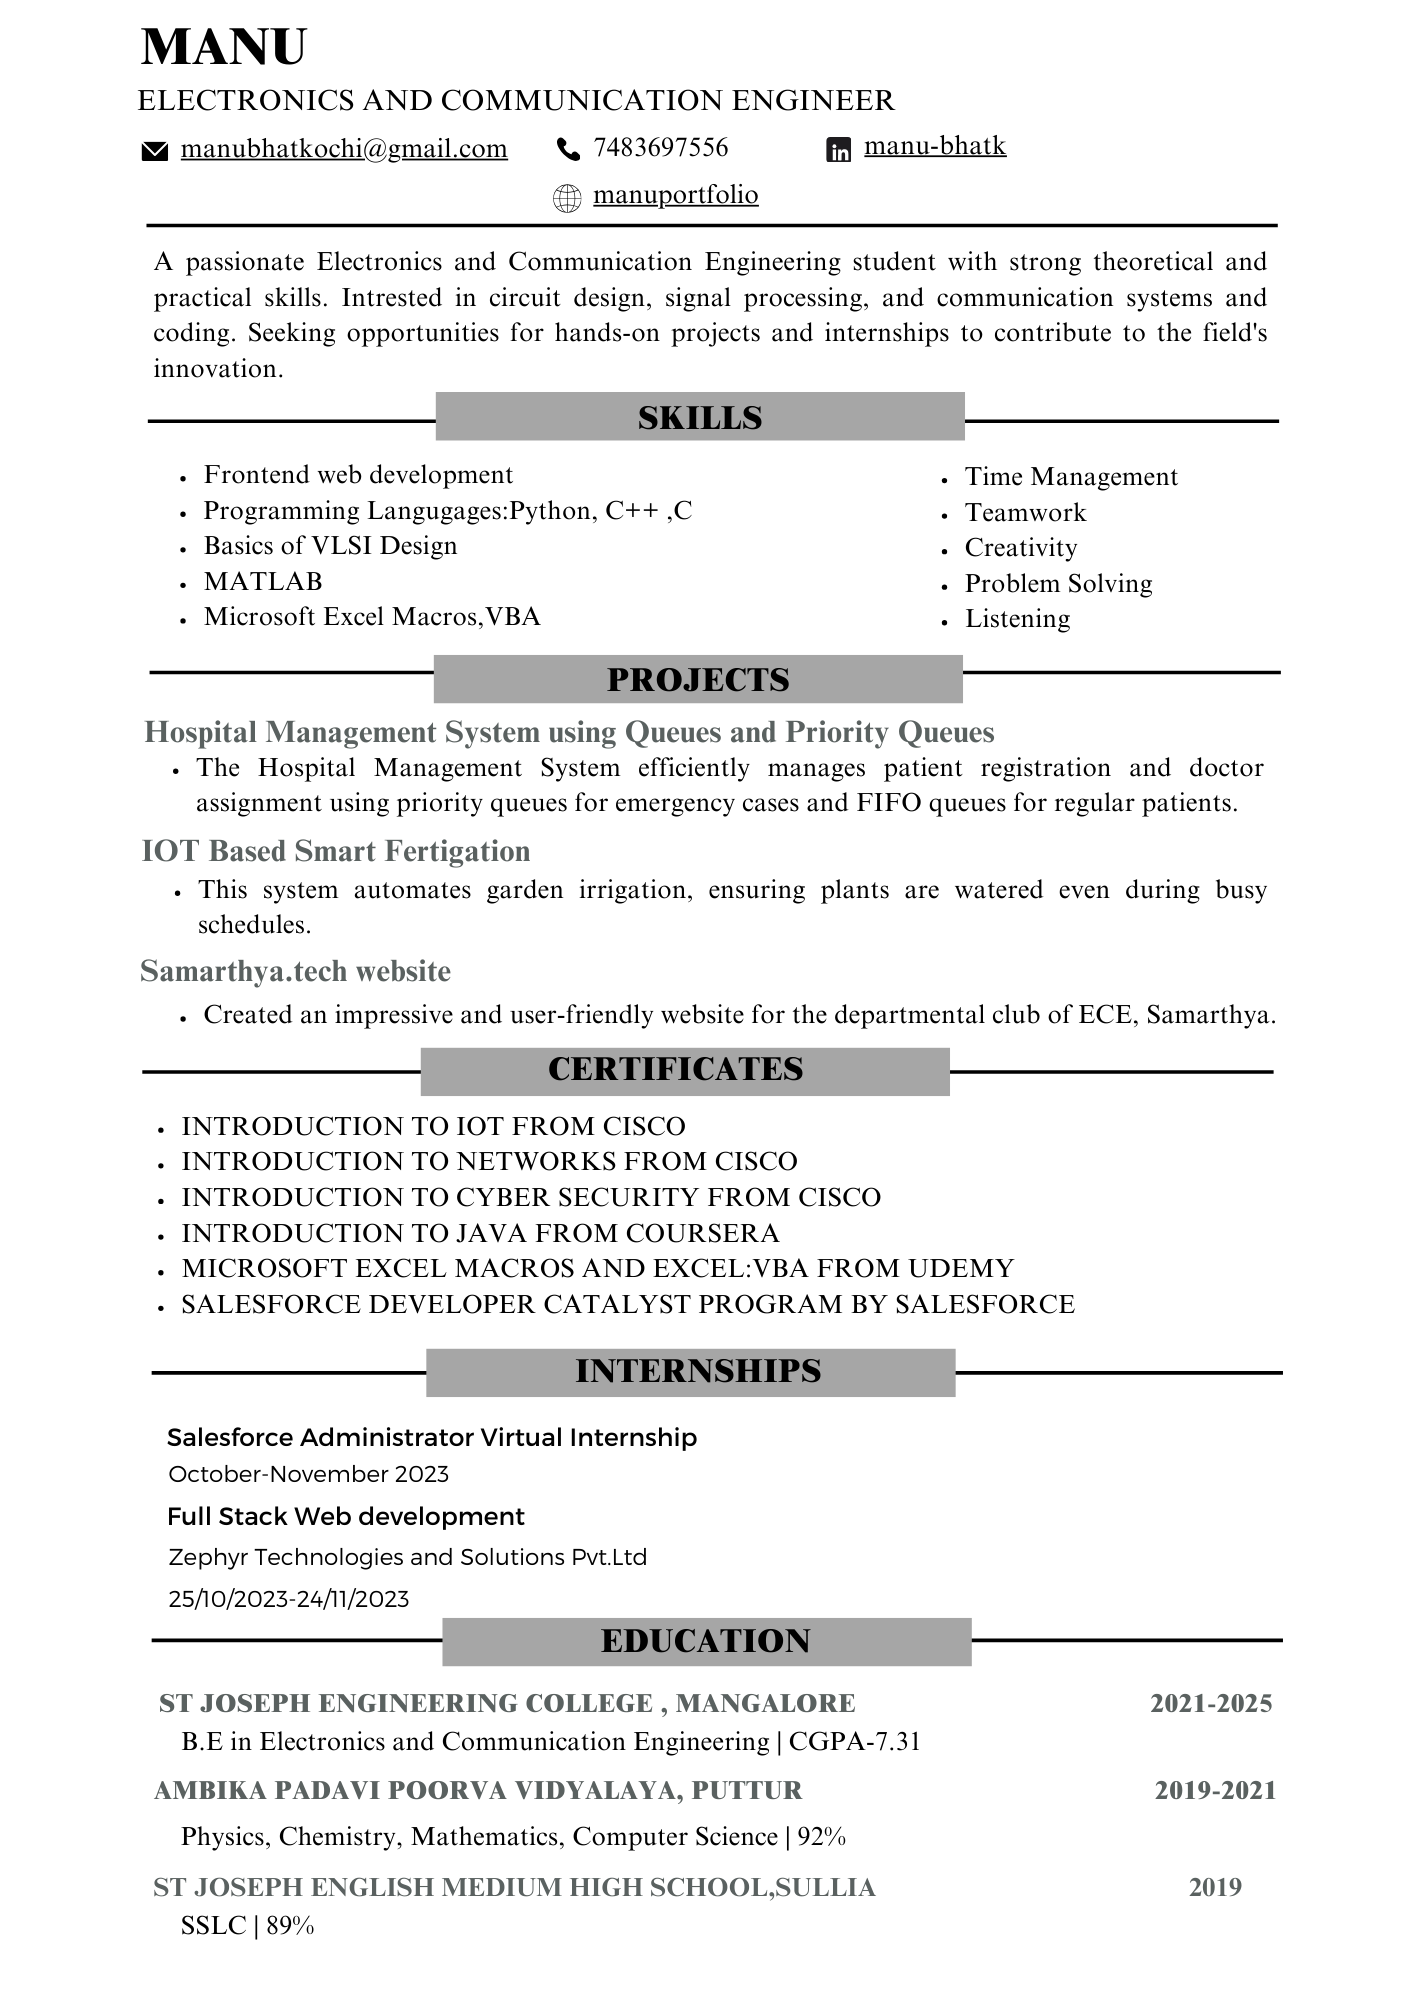 MANU
ELECTRONICS AND COMMUNICATION ENGINEER
manubhatkochi@gmail.com 7483697556 manu-bhatk
manuportfolio
A passionate Electronics and Communication Engineering student with strong theoretical and
practical skills. Intrested in circuit design, signal processing, and communication systems and
coding. Seeking opportunities for hands-on projects and internships to contribute to the field's
innovation.
SKILLS
Frontend web development
Programming Langugages:Python, C++ ,C
Basics of VLSI Design
MATLAB
Microsoft Excel Macros,VBA
Time Management
Teamwork
Creativity
Problem Solving
Listening
PROJECTS
Hospital Management System using Queues and Priority Queues
The Hospital Management System efficiently manages patient registration and doctor
assignment using priority queues for emergency cases and FIFO queues for regular patients.
IOT Based Smart Fertigation
This system automates garden irrigation, ensuring plants are watered even during busy
schedules.
Samarthya.tech website
Created an impressive and user-friendly website for the departmental club of ECE, Samarthya.
CERTIFICATES
INTRODUCTION TO IOT FROM CISCO
INTRODUCTION TO NETWORKS FROM CISCO
INTRODUCTION TO CYBER SECURITY FROM CISCO
INTRODUCTION TO JAVA FROM COURSERA
MICROSOFT EXCEL MACROS AND EXCEL:VBA FROM UDEMY
SALESFORCE DEVELOPER CATALYST PROGRAM BY SALESFORCE
INTERNSHIPS
Salesforce Administrator Virtual Internship
October-November 2023
Full Stack Web development
Zephyr Technologies and Solutions Pvt.Ltd
25/10/2023-24/11/2023
EDUCATION
ST JOSEPH ENGINEERING COLLEGE , MANGALORE 2021-2025
B.E in Electronics and Communication Engineering | CGPA-7.31
AMBIKA PADAVI POORVA VIDYALAYA, PUTTUR 2019-2021
Physics, Chemistry, Mathematics, Computer Science | 92%
ST JOSEPH ENGLISH MEDIUM HIGH SCHOOL,SULLIA 2019
SSLC | 89%